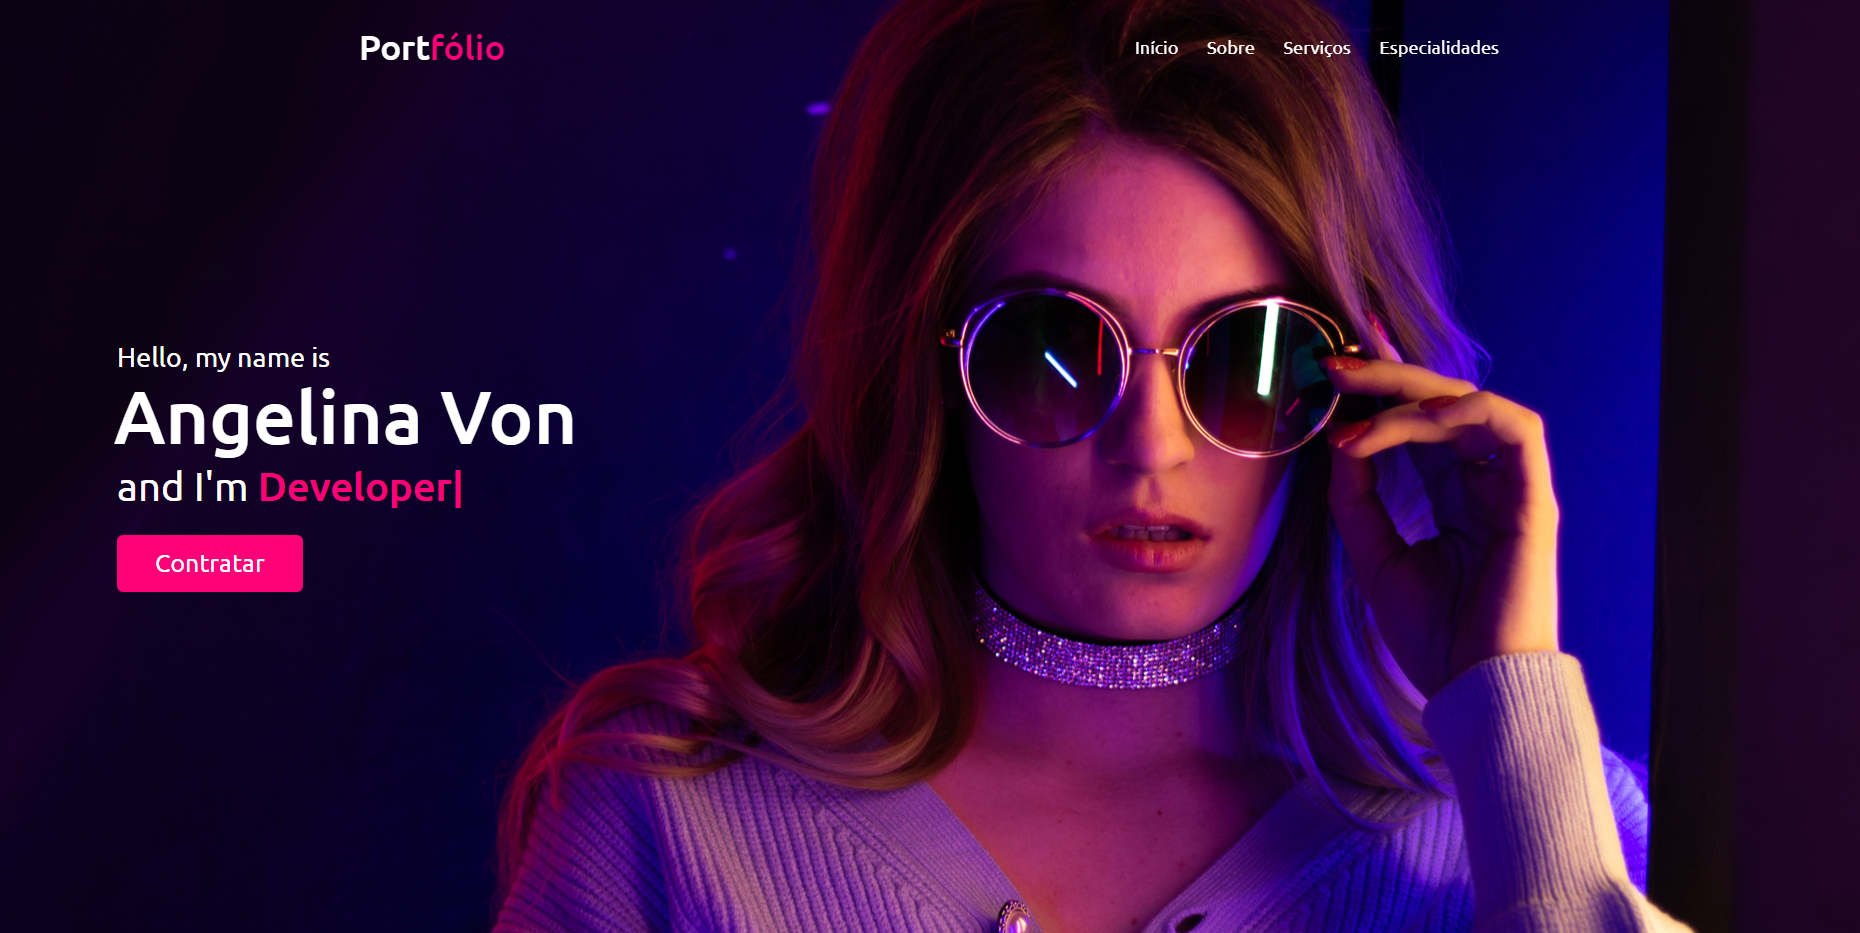 Portfólio
Início Sobre Serviços Especialidades
Hello, my name is
Angelina Von
and I'm Developer|
Contratar